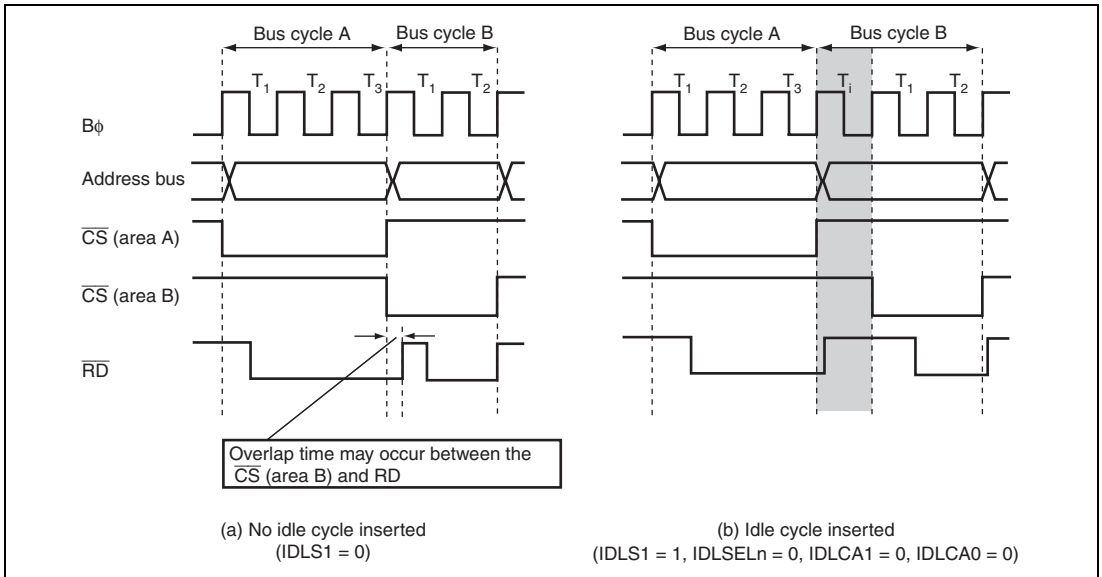 Bus cycle A Bus cycle B
T1 T2 T3 T1 T2
Bϕ
Address bus
CS (area A)
CS (area B)
RD
Overlap time may occur between the
CS (area B) and RD
(a) No idle cycle inserted
(IDLS1 = 0)
Bus cycle A Bus cycle B
T1 T2 T3 Ti T1 T2
(b) Idle cycle inserted
(IDLS1 = 1, IDLSELn = 0, IDLCA1 = 0, IDLCA0 = 0)